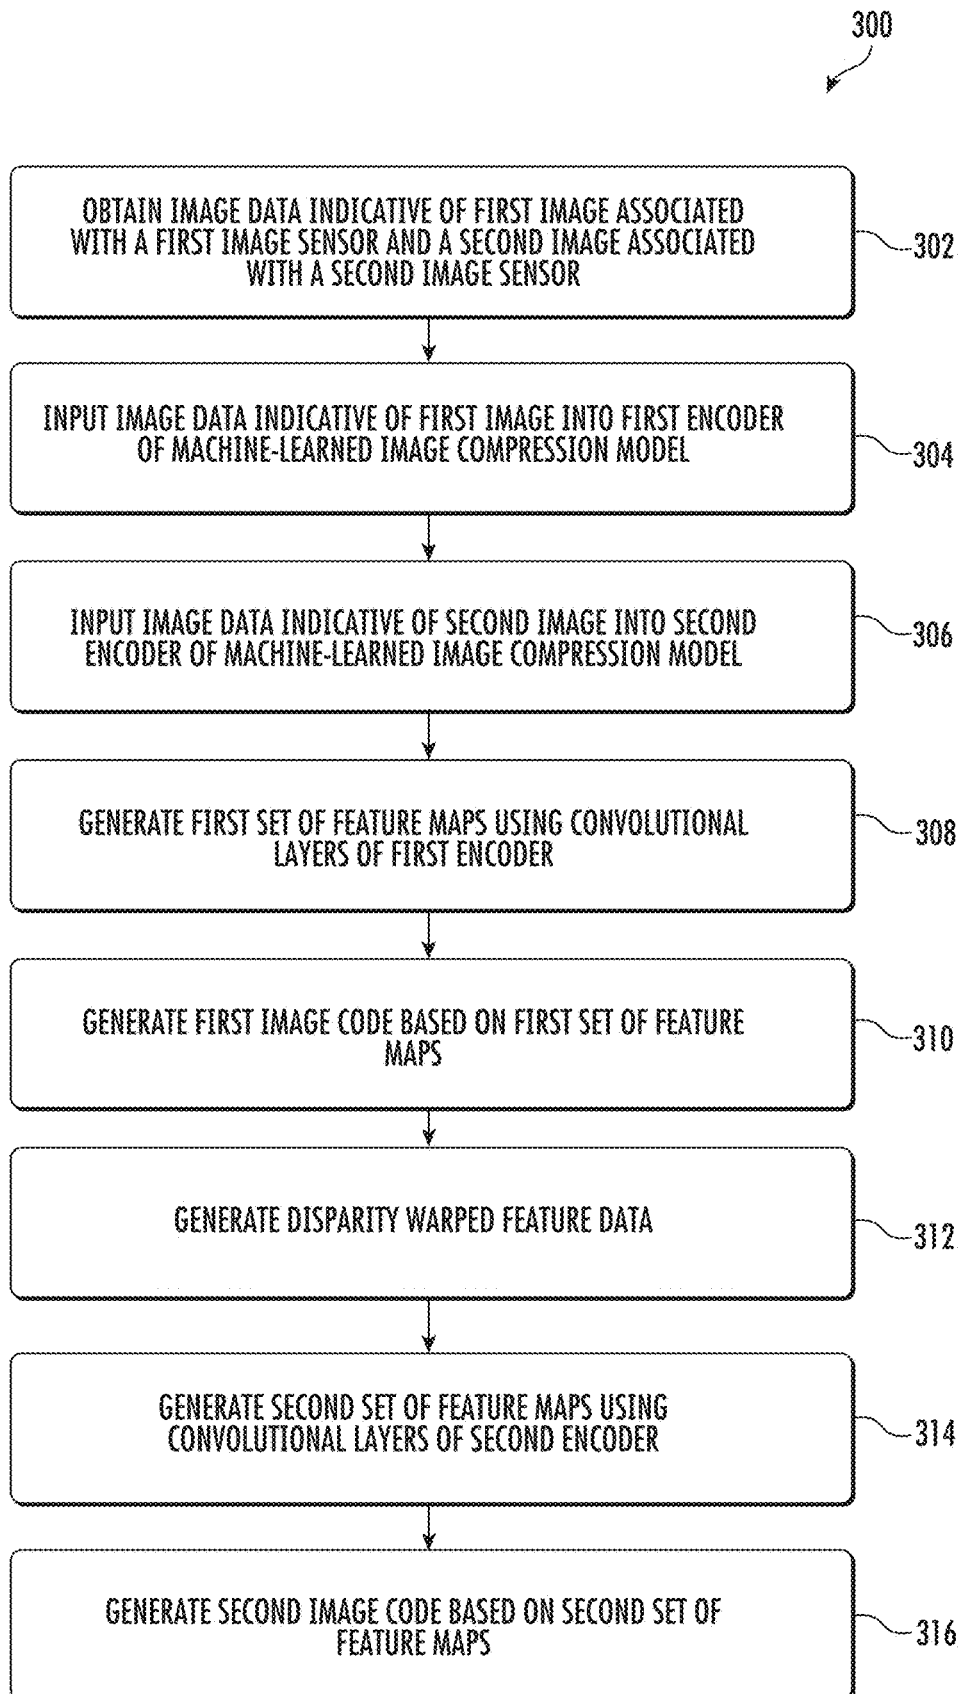 300
OBTAIN IMAGE DATA INDICATIVE OF FIRST IMAGE ASSOCIATED
WITH A FIRST IMAGE SENSOR AND A SECOND IMAGE ASSOCIATED
WITH A SECOND IMAGE SENSOR
302
INPUT IMAGE DATA INDICATIVE OF FIRST IMAGE INTO FIRST ENCODER
OF MACHINE-LEARNED IMAGE COMPRESSION MODEL
304
INPUT IMAGE DATA INDICATIVE OF SECOND IMAGE INTO SECOND
ENCODER OF MACHINE-LEARNED IMAGE COMPRESSION MODEL
306
GENERATE FIRST SET OF FEATURE MAPS USING CONVOLUTIONAL
LAYERS OF FIRST ENCODER
308
GENERATE FIRST IMAGE CODE BASED ON FIRST SET OF FEATURE
MAPS
310
GENERATE DISPARITY WARPED FEATURE DATA
312
GENERATE SECOND SET OF FEATURE MAPS USING
CONVOLUTIONAL LAYERS OF SECOND ENCODER
314
GENERATE SECOND IMAGE CODE BASED ON SECOND SET OF
FEATURE MAPS
316